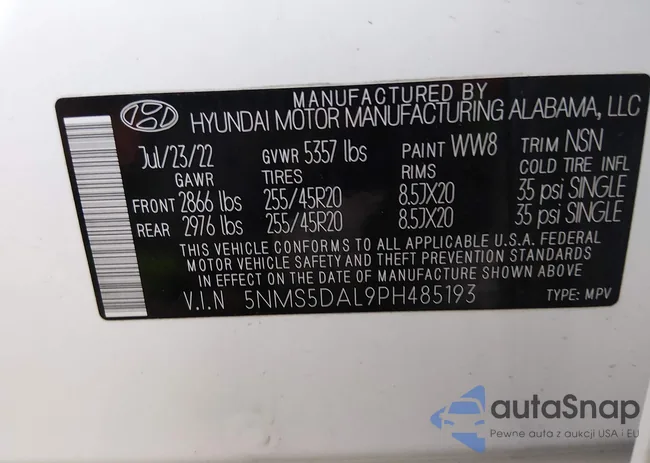 MANUFACTURED BY
HYUNDAI MOTOR MANUFACTURING ALABAMA, LLC
Jul/23/22 GVWR 5357 lbs PAINT WW8 TRIM NSN
GAWR TIRES RIMS COLD TIRE INFL
FRONT 2866 lbs 255/45R20 8.5JX20 35 psi SINGLE
REAR 2976 lbs 255/45R20 8.5JX20 35 psi SINGLE
THIS VEHICLE CONFORMS TO ALL APPLICABLE U.S.A. FEDERAL
MOTOR VEHICLE SAFETY AND THEFT PREVENTION STANDARDS
IN EFFECT ON THE DATE OF MANUFACTURE SHOWN ABOVE
V.I.N 5NMS5DAL9PH485193 TYPE: MPV
autaSnap
Pewne auto z aukcji USA i EU